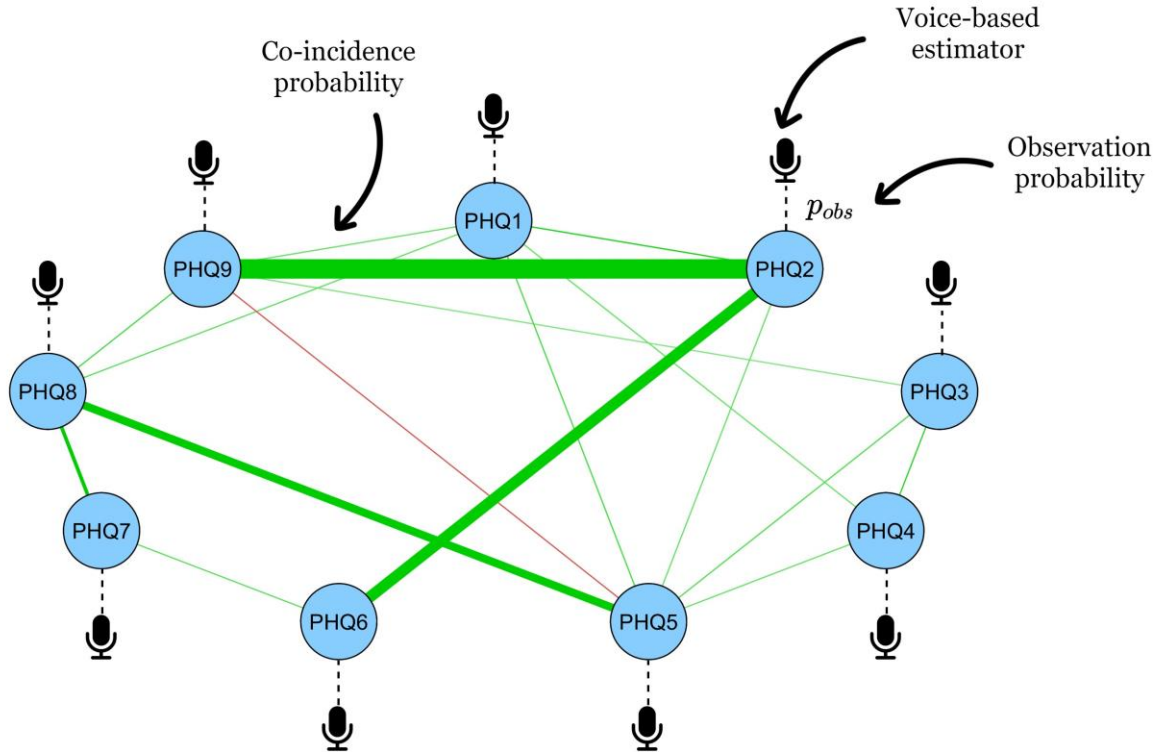 Voice-based
estimator
Co-incidence
probability
Observation
probability
p_obs
PHQ1
PHQ9
PHQ2
PHQ8
PHQ3
PHQ7
PHQ4
PHQ6
PHQ5